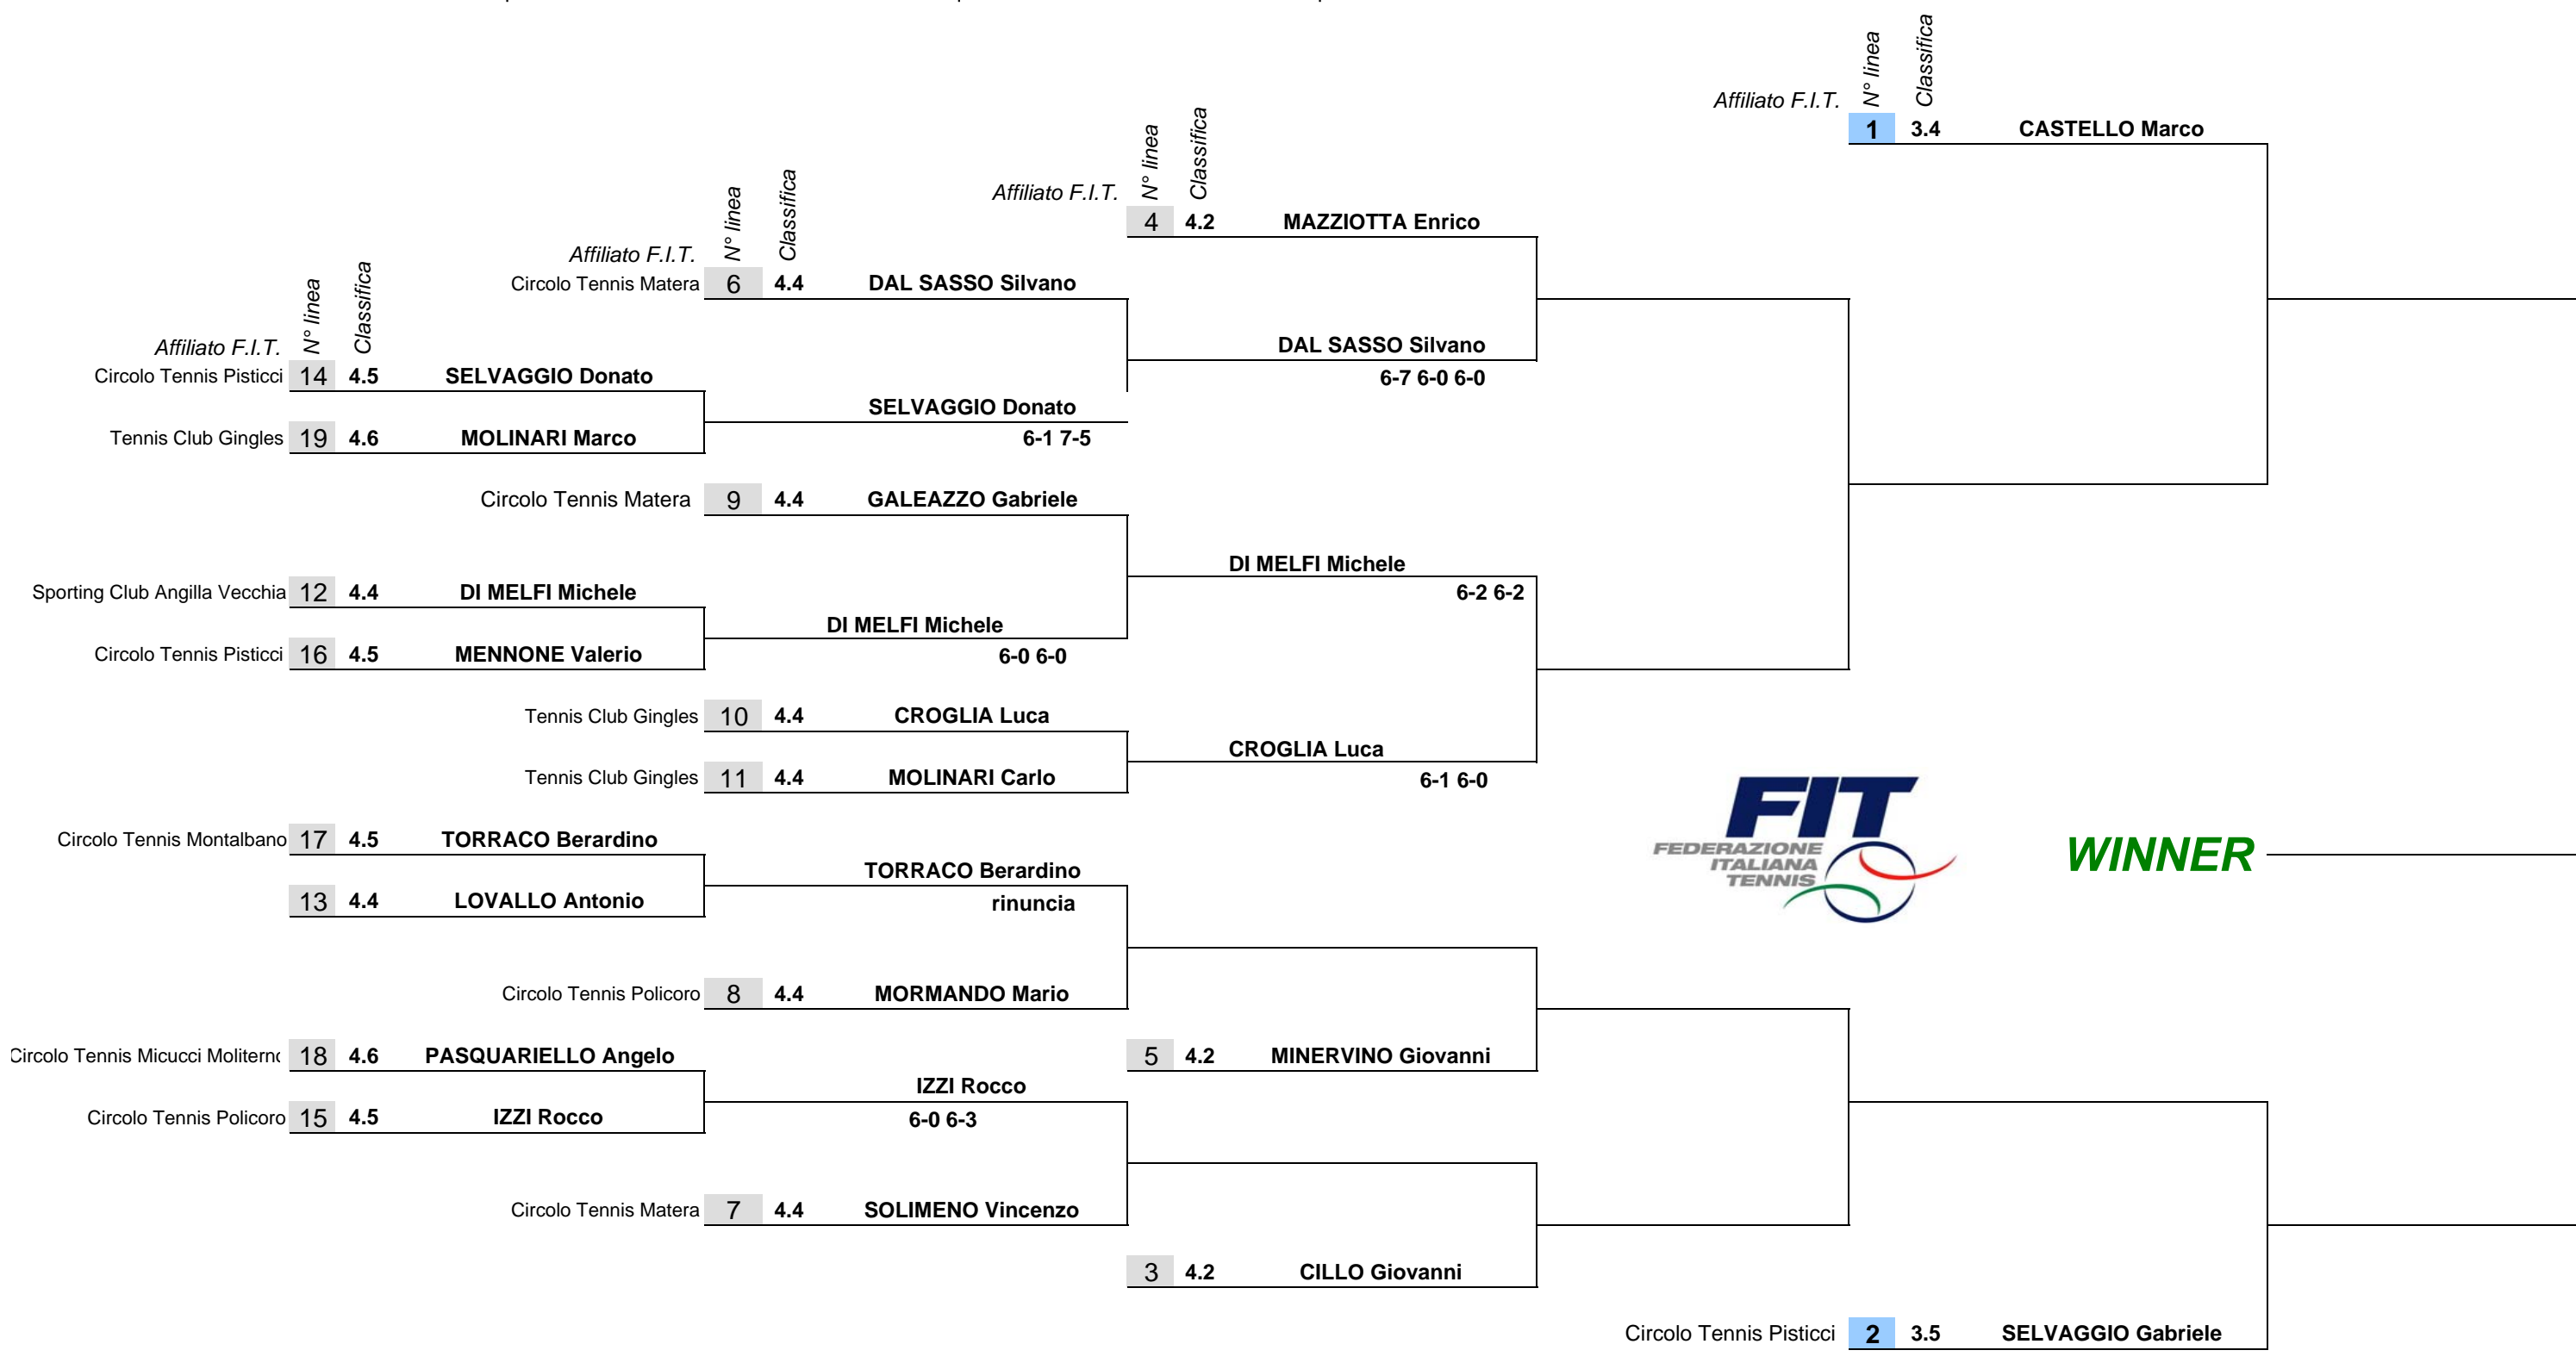 N° linea
Classifica
Affiliato F.I.T.
1 3.4 CASTELLO Marco
N° linea
Classifica
Affiliato F.I.T.
4 4.2 MAZZIOTTA Enrico
N° linea
Classifica
Affiliato F.I.T.
Circolo Tennis Matera 6 4.4 DAL SASSO Silvano
N° linea
Classifica
DAL SASSO Silvano
Affiliato F.I.T.
Circolo Tennis Pisticci 14 4.5 SELVAGGIO Donato
6-7 6-0 6-0
SELVAGGIO Donato
Tennis Club Gingles 19 4.6 MOLINARI Marco
6-1 7-5
Circolo Tennis Matera 9 4.4 GALEAZZO Gabriele
DI MELFI Michele
Sporting Club Angilla Vecchia 12 4.4 DI MELFI Michele
6-2 6-2
DI MELFI Michele
Circolo Tennis Pisticci 16 4.5 MENNONE Valerio
6-0 6-0
Tennis Club Gingles 10 4.4 CROGLIA Luca
CROGLIA Luca
Tennis Club Gingles 11 4.4 MOLINARI Carlo
6-1 6-0
FIT
FEDERAZIONE
ITALIANA
TENNIS
WINNER
Circolo Tennis Montalbano 17 4.5 TORRACO Berardino
TORRACO Berardino
13 4.4 LOVALLO Antonio
rinuncia
Circolo Tennis Policoro 8 4.4 MORMANDO Mario
Circolo Tennis Micucci Moliterno 18 4.6 PASQUARIELLO Angelo
5 4.2 MINERVINO Giovanni
IZZI Rocco
Circolo Tennis Policoro 15 4.5 IZZI Rocco
6-0 6-3
Circolo Tennis Matera 7 4.4 SOLIMENO Vincenzo
3 4.2 CILLO Giovanni
Circolo Tennis Pisticci 2 3.5 SELVAGGIO Gabriele